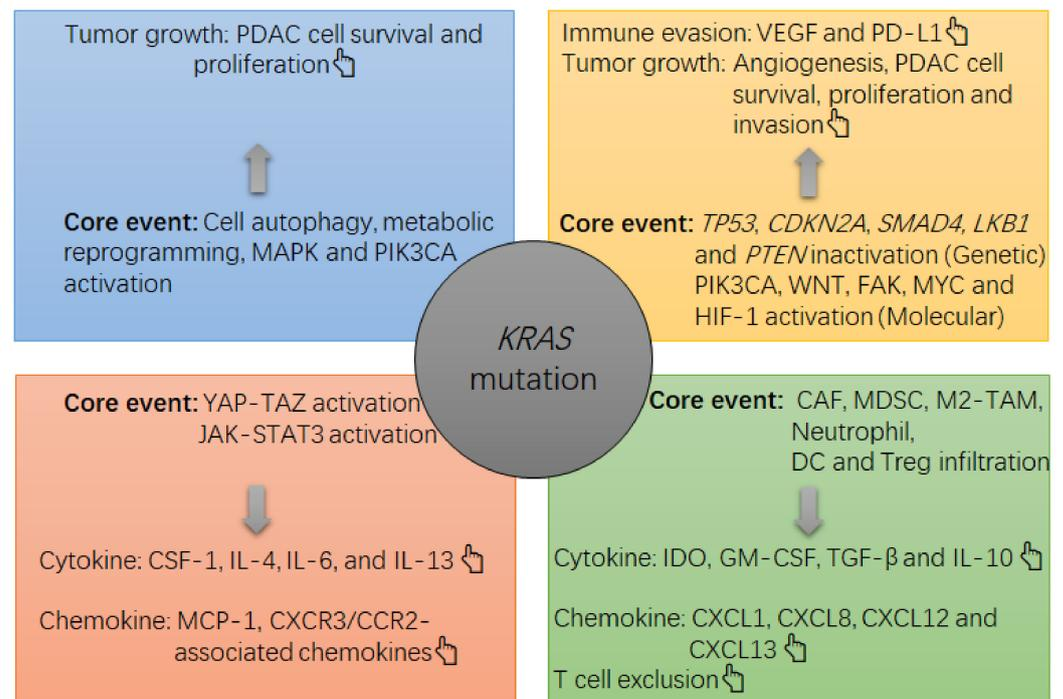 Tumor growth: PDAC cell survival and
proliferation
Core event: Cell autophagy, metabolic
reprogramming, MAPK and PIK3CA
activation
Immune evasion: VEGF and PD-L1
Tumor growth: Angiogenesis, PDAC cell
survival, proliferation and
invasion
Core event: TP53, CDKN2A, SMAD4, LKB1
and PTEN inactivation (Genetic)
PIK3CA, WNT, FAK, MYC and
HIF-1 activation (Molecular)
KRAS
mutation
Core event: YAP-TAZ activation
JAK-STAT3 activation
Cytokine: CSF-1, IL-4, IL-6, and IL-13
Chemokine: MCP-1, CXCR3/CCR2-
associated chemokines
Core event: CAF, MDSC, M2-TAM,
Neutrophil,
DC and Treg infiltration
Cytokine: IDO, GM-CSF, TGF-β and IL-10
Chemokine: CXCL1, CXCL8, CXCL12 and
CXCL13
T cell exclusion